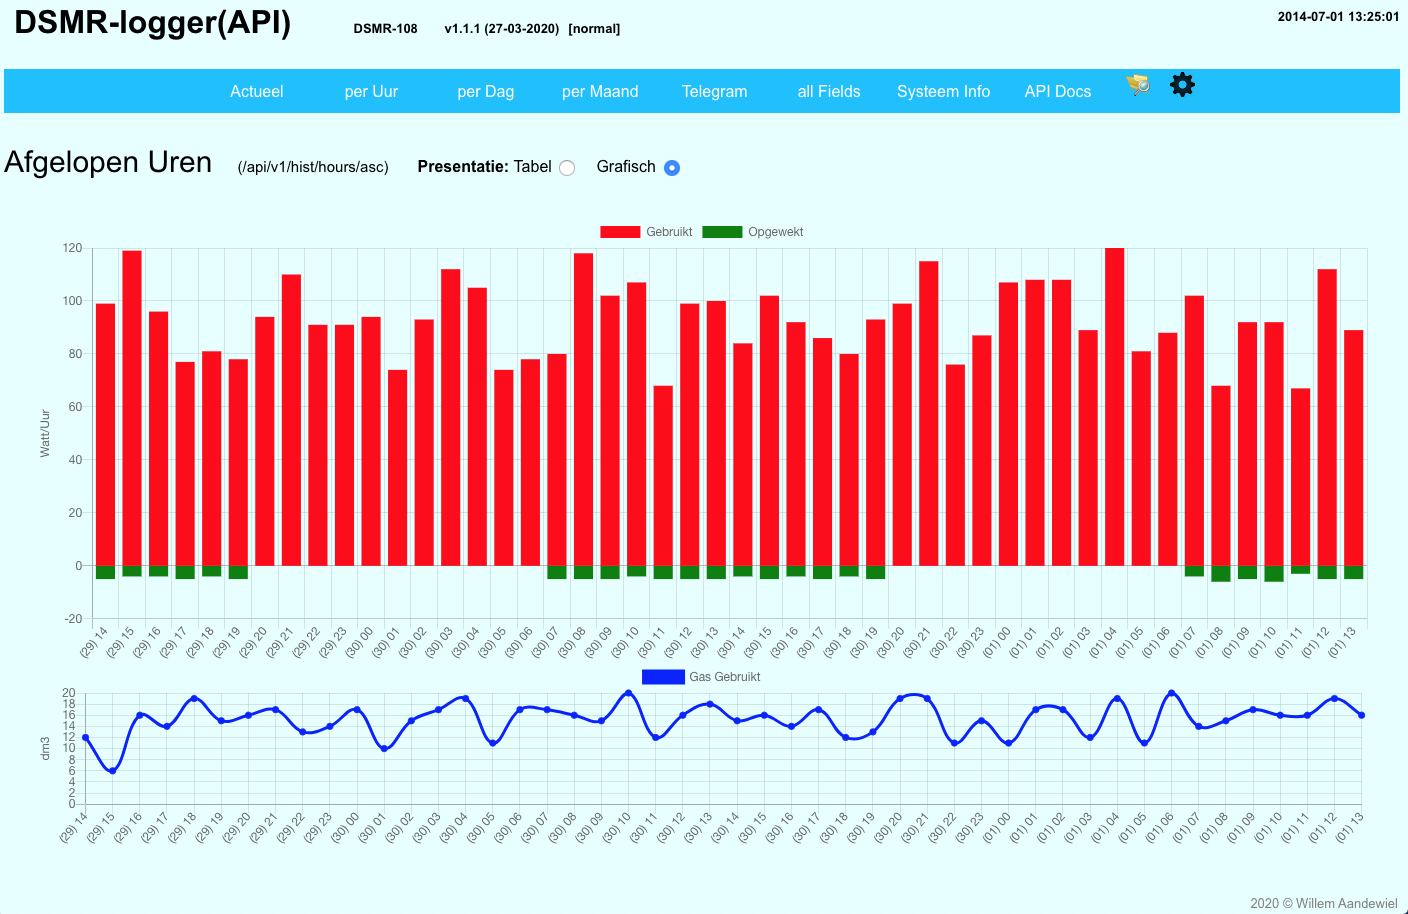 DSMR-logger(API) DSMR-108 v1.1.1 (27-03-2020) [normal] 2014-07-01 13:25:01
Actueel per Uur per Dag per Maand Telegram all Fields Systeem Info API Docs
Afgelopen Uren (/api/v1/hist/hours/asc) Presentatie: Tabel Grafisch
Gebruikt Opgewekt
120
100
80
60
40
20
0
-20
Watt/Uur
(29) 14 (29) 15 (29) 16 (29) 17 (29) 18 (29) 19 (29) 20 (29) 21 (29) 22 (29) 23 (30) 00 (30) 01 (30) 02 (30) 03 (30) 04 (30) 05 (30) 06 (30) 07 (30) 08 (30) 09 (30) 10 (30) 11 (30) 12 (30) 13 (30) 14 (30) 15 (30) 16 (30) 17 (30) 18 (30) 19 (30) 20 (30) 21 (30) 22 (30) 23 (01) 00 (01) 01 (01) 02 (01) 03 (01) 04 (01) 05 (01) 06 (01) 07 (01) 08 (01) 09 (01) 10 (01) 11 (01) 12 (01) 13
Gas Gebruikt
20
18
16
14
12
10
8
6
4
2
0
dm3
(29) 14 (29) 15 (29) 16 (29) 17 (29) 18 (29) 19 (29) 20 (29) 21 (29) 22 (29) 23 (30) 00 (30) 01 (30) 02 (30) 03 (30) 04 (30) 05 (30) 06 (30) 07 (30) 08 (30) 09 (30) 10 (30) 11 (30) 12 (30) 13 (30) 14 (30) 15 (30) 16 (30) 17 (30) 18 (30) 19 (30) 20 (30) 21 (30) 22 (30) 23 (01) 00 (01) 01 (01) 02 (01) 03 (01) 04 (01) 05 (01) 06 (01) 07 (01) 08 (01) 09 (01) 10 (01) 11 (01) 12 (01) 13
2020 © Willem Aandewiel